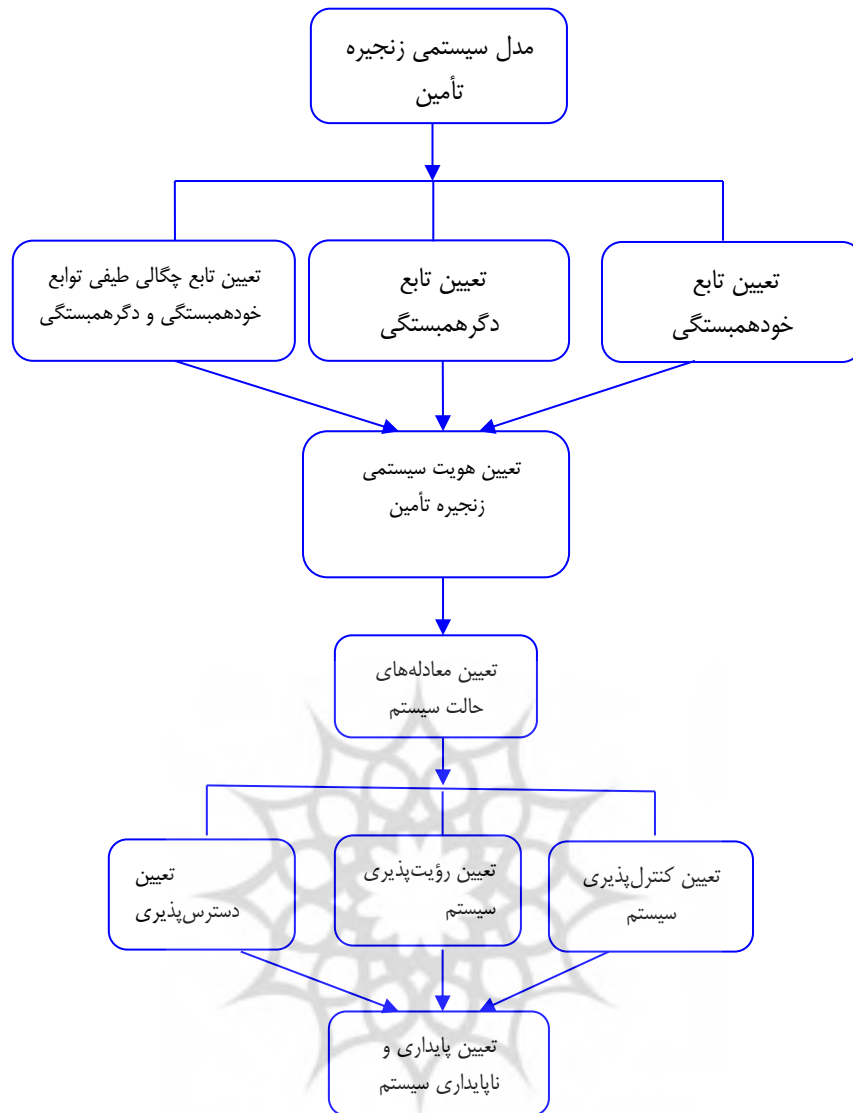 مدل سیستمی زنجیره
تأمین
تعیین تابع
خودهمبستگی
تعیین تابع
دگرهمبستگی
تعیین تابع چگالی طیفی توابع
خودهمبستگی و دگرهمبستگی
تعیین هویت سیستمی
زنجیره تأمین
تعیین معادله‌های
حالت سیستم
تعیین کنترل‌پذیری
سیستم
تعیین رؤیت‌پذیری
سیستم
تعیین
دسترس‌پذیری
تعیین پایداری و
ناپایداری سیستم